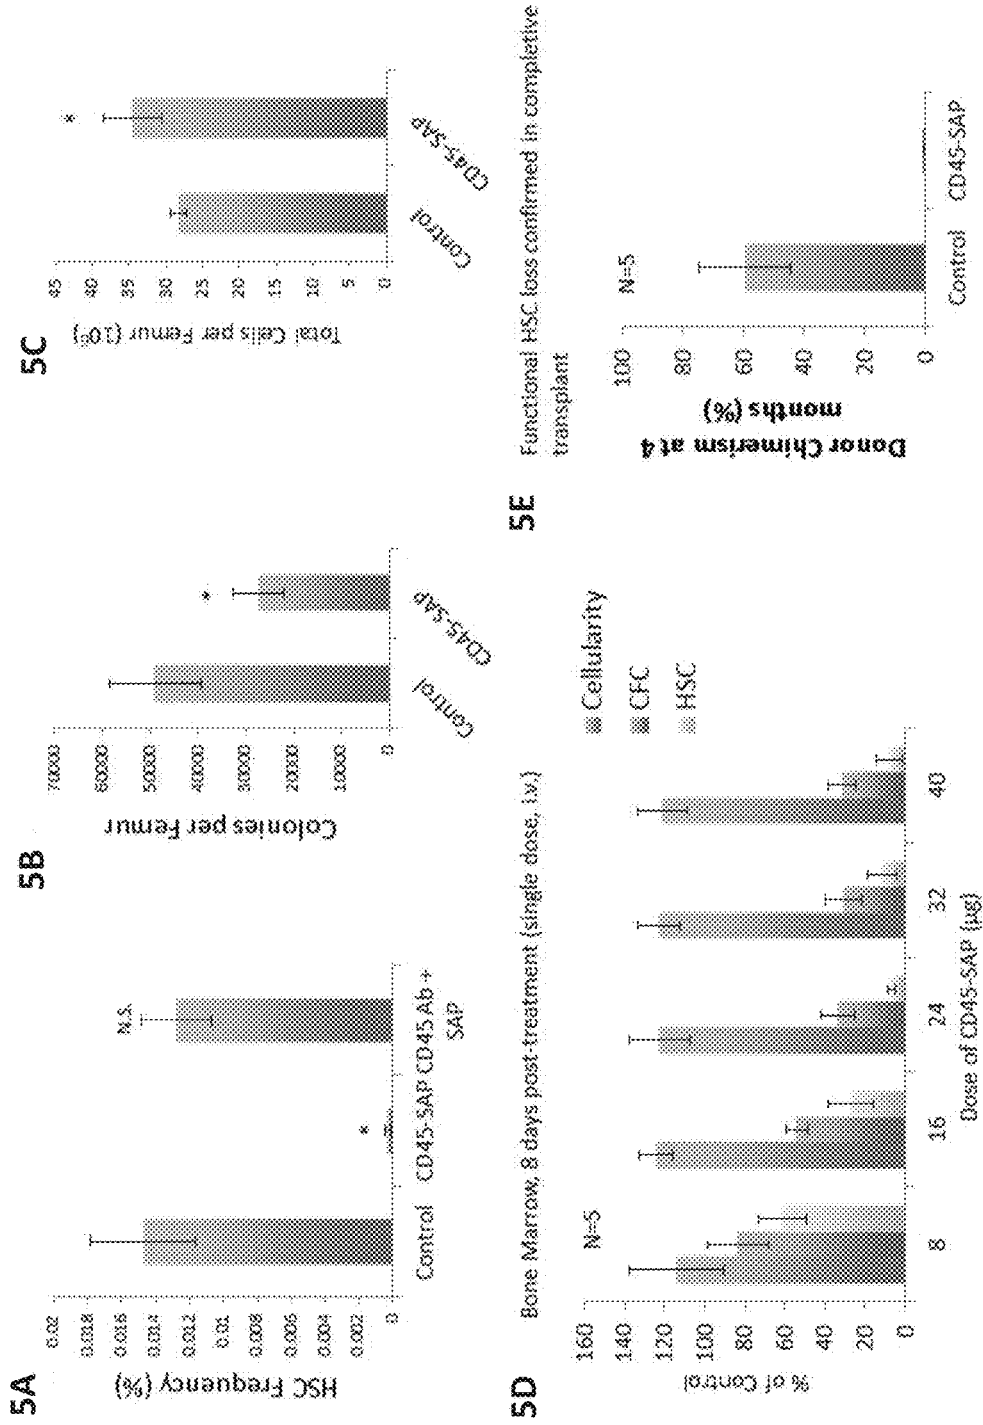 5A
HSC Frequency (%)
0.02
0.018
0.016
0.014
0.012
0.01
0.008
0.006
0.004
0.002
0
*
N.S.
Control
CD45-SAP
CD45 Ab +
SAP
5B
Colonies per Femur
70000
60000
50000
40000
30000
20000
10000
0
*
Control
CD45-SAP
5C
Total Cells per Femur (10⁶)
45
40
35
30
25
20
15
10
5
0
*
Control
CD45-SAP
5D
Bone Marrow, 8 days post-treatment (single dose, i.v.)
% of Control
160
140
120
100
80
60
40
20
0
N=5
8
16
24
32
40
Dose of CD45-SAP (µg)
Cellularity
CFC
HSC
5E
Functional HSC loss confirmed in completive
transplant
Donor Chimerism at 4
months (%)
100
80
60
40
20
0
N=5
Control
CD45-SAP